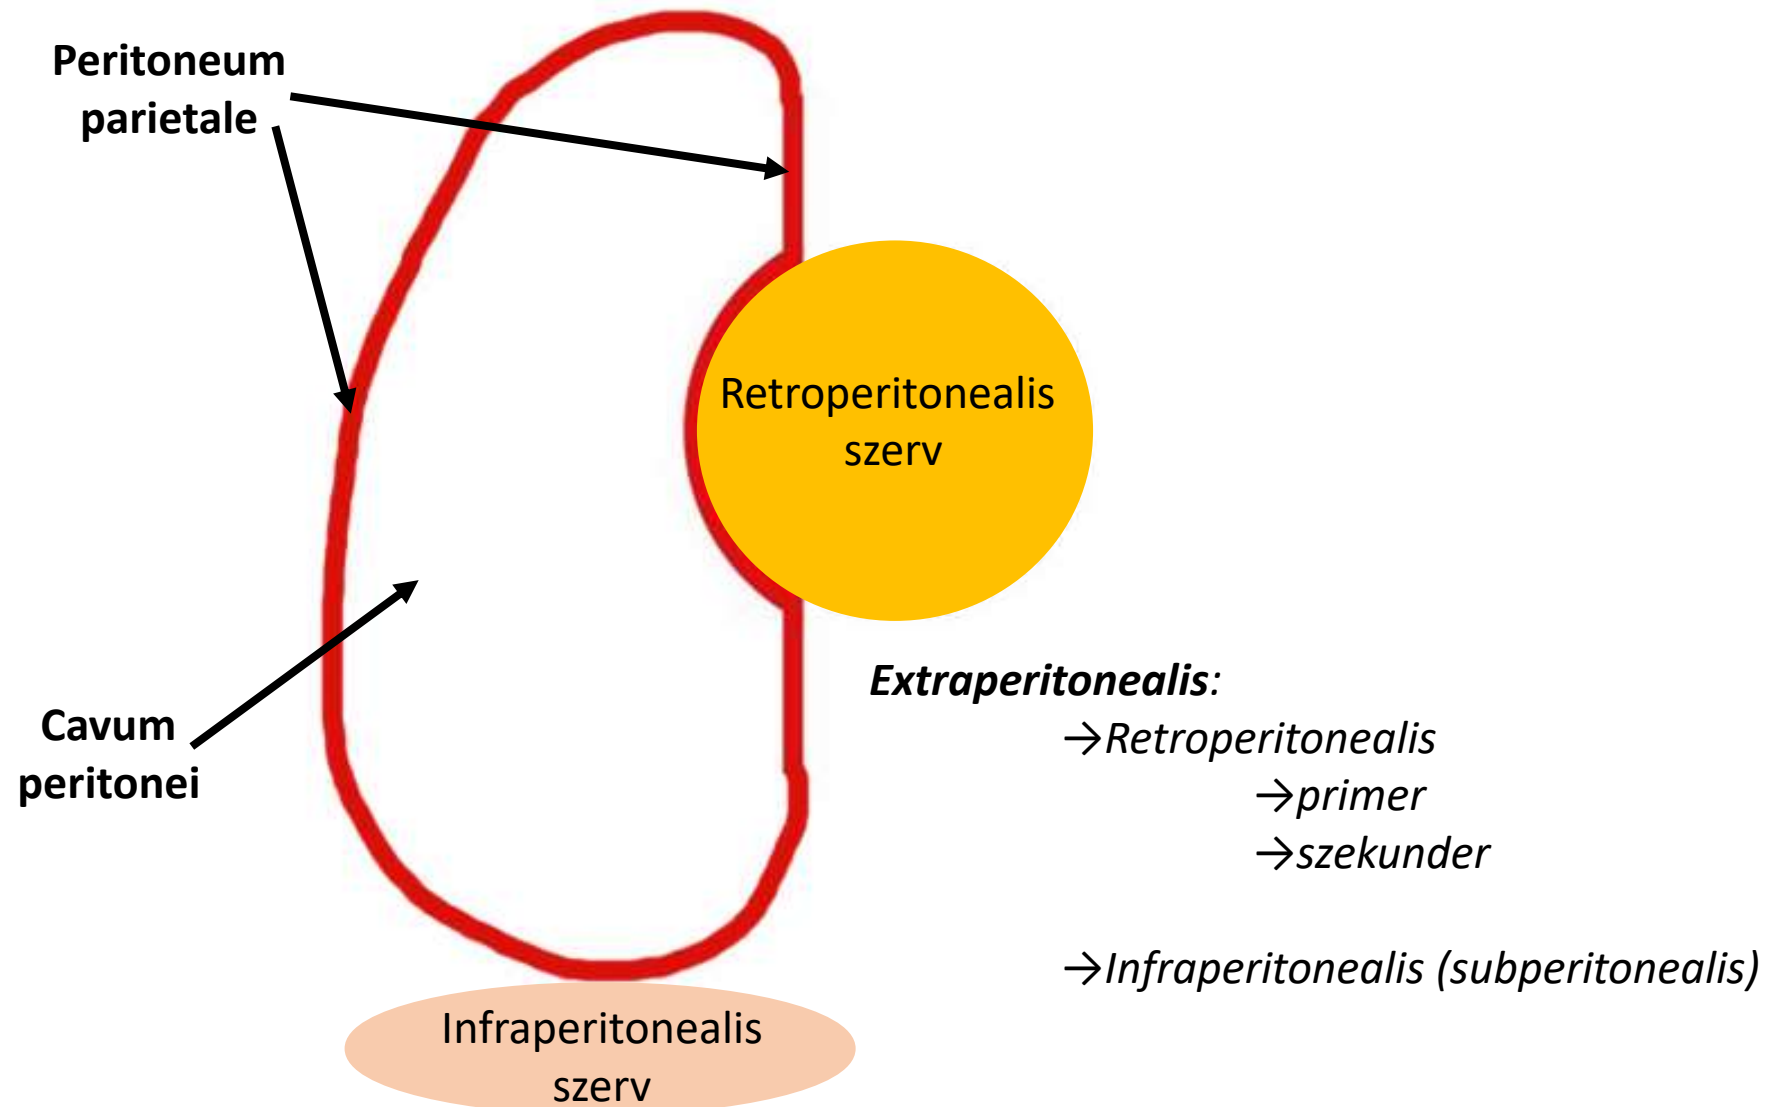 Peritoneum
parietale
Retroperitonealis
szerv
Cavum
peritonei
Extraperitonealis:
→Retroperitonealis
→primer
→szekunder
→Infraperitonealis (subperitonealis)
Infraperitonealis
szerv